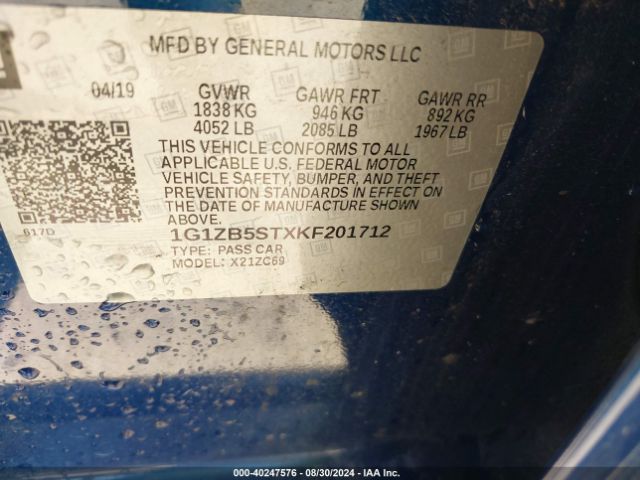 MFD BY GENERAL MOTORS LLC
04/19 GVWR GAWR FRT GAWR RR
1838 KG 946 KG 892 KG
4052 LB 2085 LB 1967 LB
THIS VEHICLE CONFORMS TO ALL
APPLICABLE U.S. FEDERAL MOTOR
VEHICLE SAFETY, BUMPER, AND THEFT
PREVENTION STANDARDS IN EFFECT ON
THE DATE OF MANUFACTURE SHOWN
ABOVE.
617D 1G1ZB5STXKF201712
TYPE: PASS CAR
MODEL: X21ZC69
000-40247576 - 08/30/2024 - IAA Inc.